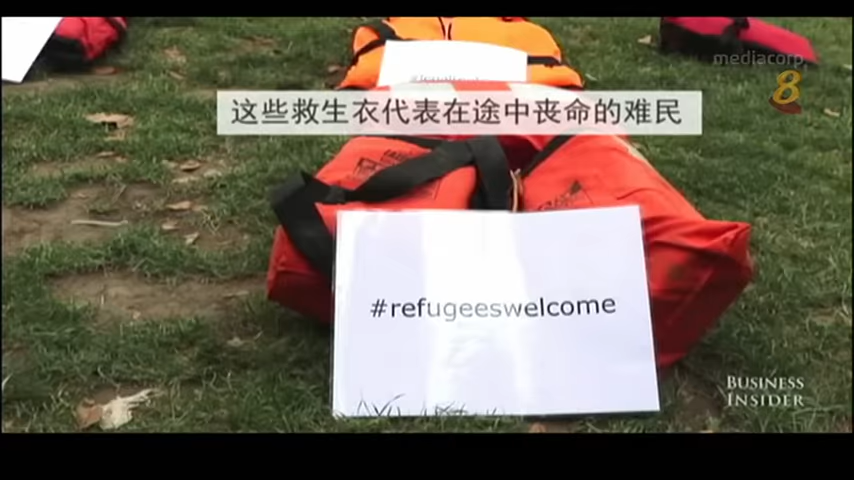 mediacorp
8
这些救生衣代表在途中丧命的难民
#refugeeswelcome
BUSINESS
INSIDER